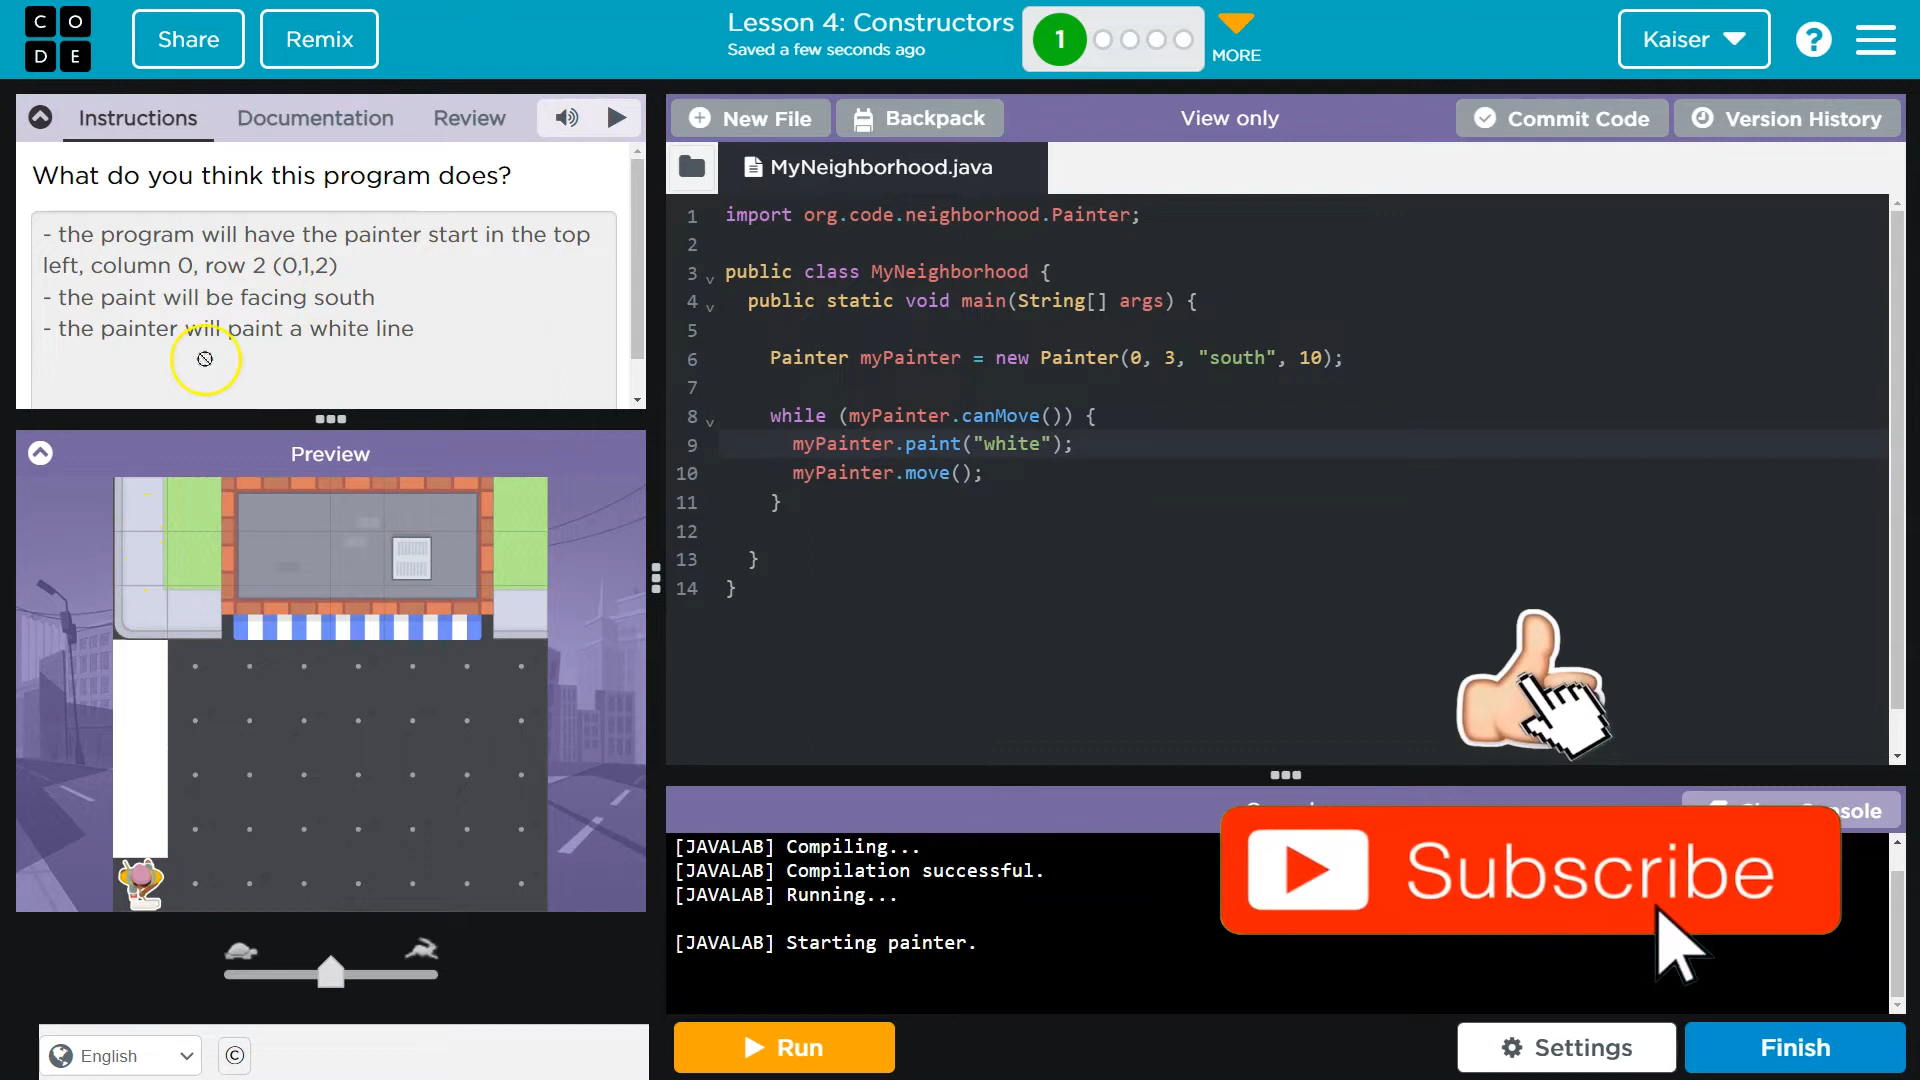 C O
D E
Share
Remix
Lesson 4: Constructors
Saved a few seconds ago
1
MORE
Kaiser
?
Instructions
Documentation
Review
New File
Backpack
View only
Commit Code
Version History
What do you think this program does?
- the program will have the painter start in the top
left, column 0, row 2 (0,1,2)
- the paint will be facing south
- the painter will paint a white line
MyNeighborhood.java
1 import org.code.neighborhood.Painter;
2
3 public class MyNeighborhood {
4 public static void main(String[] args) {
5
6 Painter myPainter = new Painter(0, 3, "south", 10);
7
8 while (myPainter.canMove()) {
9 myPainter.paint("white");
10 myPainter.move();
11 }
12
13 }
14 }
Preview
[JAVALAB] Compiling...
[JAVALAB] Compilation successful.
[JAVALAB] Running...
[JAVALAB] Starting painter.
Subscribe
English
©
Run
Settings
Finish